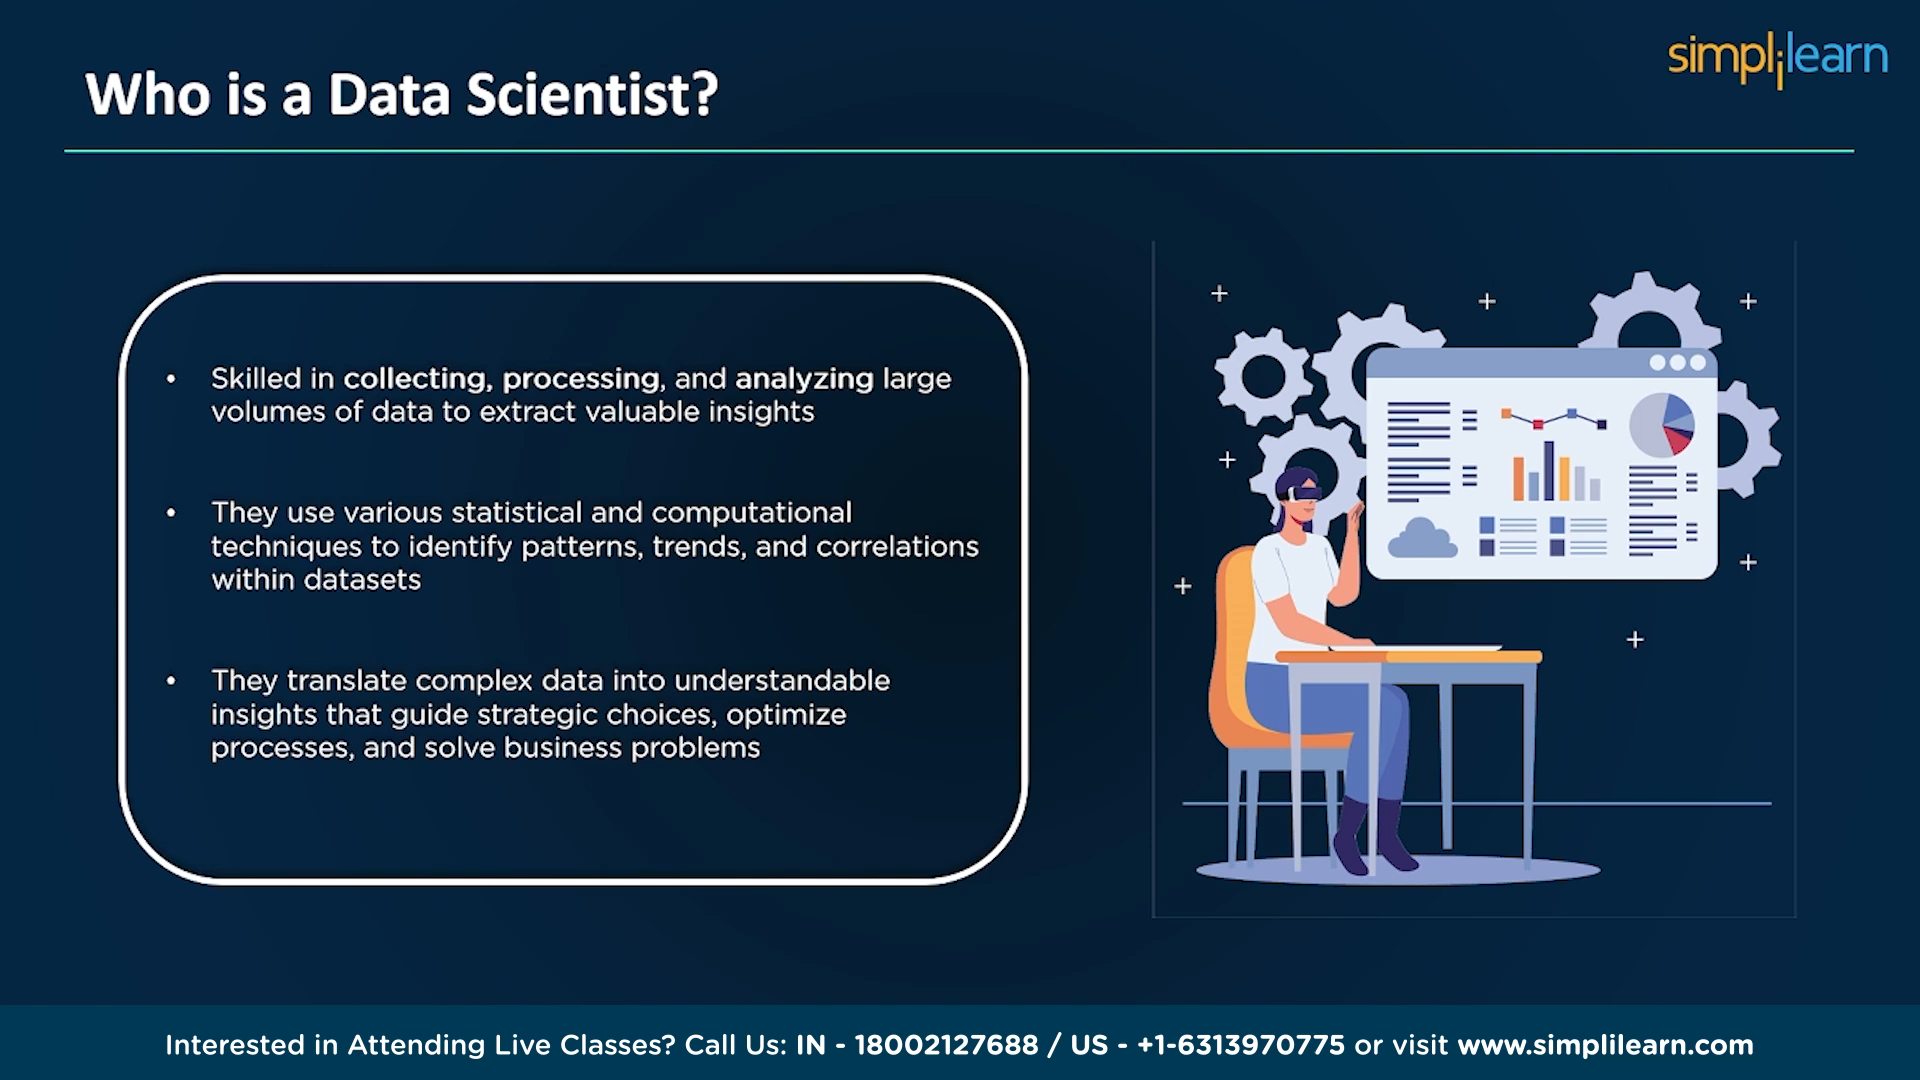 simplilearn
Who is a Data Scientist?
• Skilled in collecting, processing, and analyzing large
volumes of data to extract valuable insights
• They use various statistical and computational
techniques to identify patterns, trends, and correlations
within datasets
• They translate complex data into understandable
insights that guide strategic choices, optimize
processes, and solve business problems
Interested in Attending Live Classes? Call Us: IN - 18002127688 / US - +1-6313970775 or visit www.simplilearn.com